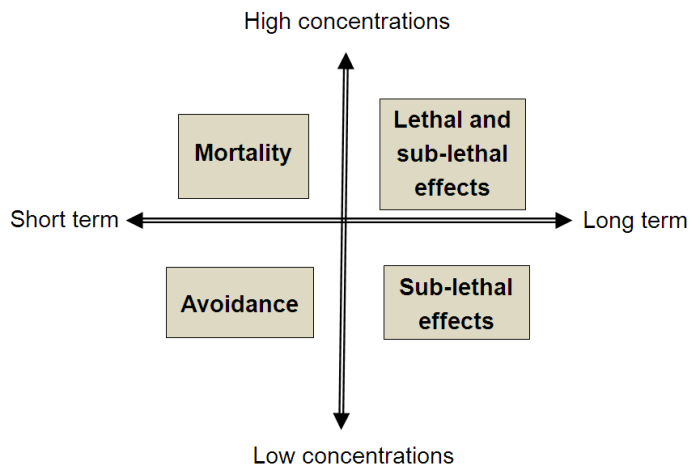 High concentrations
Mortality
Lethal and
sub-lethal
effects
Short term
Long term
Avoidance
Sub-lethal
effects
Low concentrations